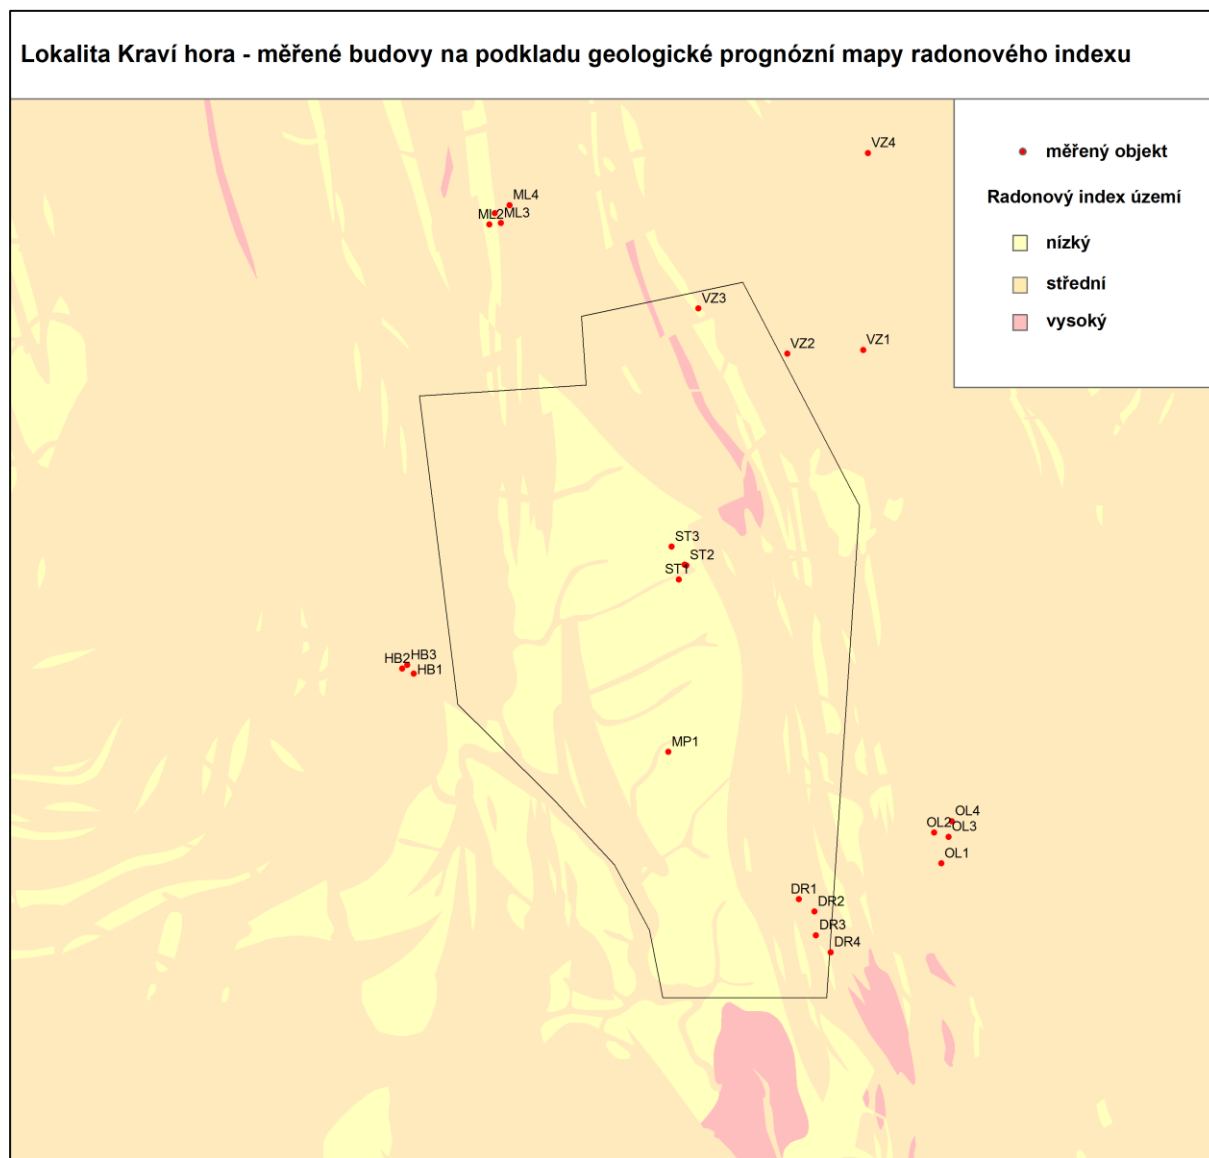 Lokalita Kraví hora - měřené budovy na podkladu geologické prognózní mapy radonového indexu
VZ4
měřený objekt
Radonový index území
nízký
střední
vysoký
ML4
ML2
ML3
VZ3
VZ2
VZ1
ST3
ST2
ST1
HB3
HB2
HB1
MP1
OL4
OL2
OL3
OL1
DR1
DR2
DR3
DR4